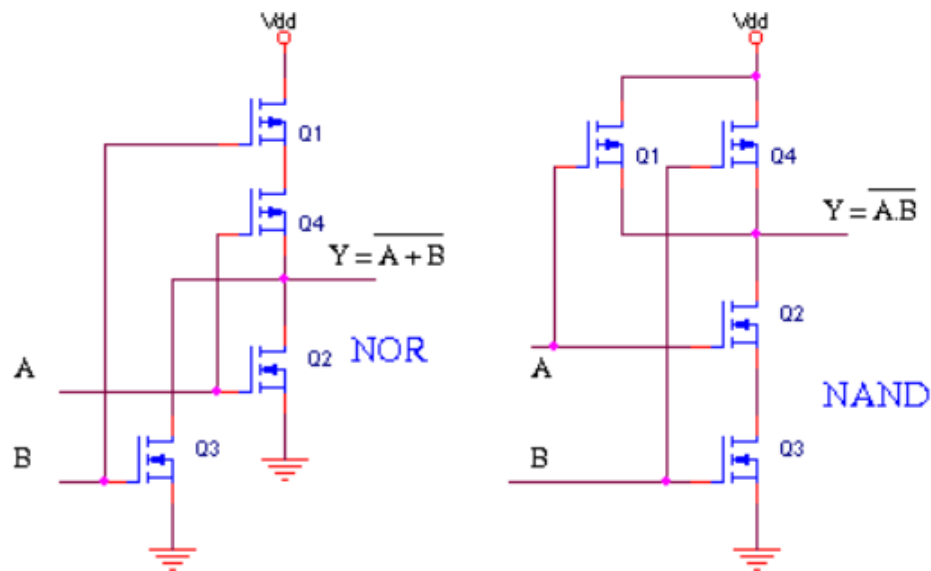 Vdd
Q1
Q4
Y = A + B
Q2
NOR
A
B
Q3
Vdd
Q1
Q4
Y = A.B
Q2
A
NAND
B
Q3